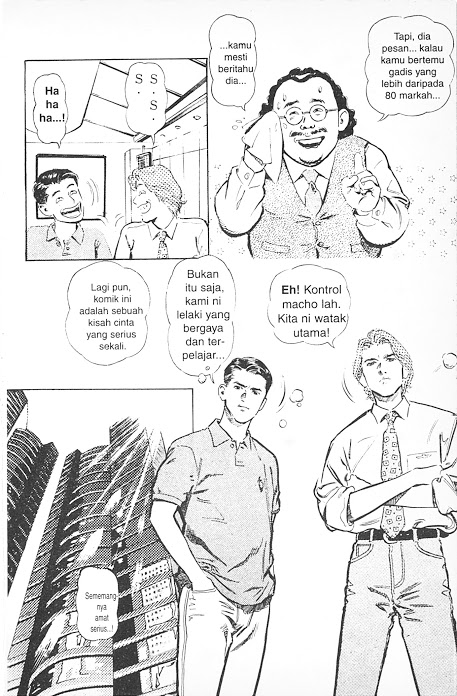 Tapi, dia
pesan... kalau
kamu bertemu
gadis yang
lebih daripada
80 markah...
...kamu
mesti
beritahu
dia...
S S
S
.
.
Ha
ha
ha...!
Eh! Kontrol
macho lah.
Kita ni watak
utama!
Bukan
itu saja,
kami ni
lelaki yang
bergaya
dan ter-
pelajar...
Lagi pun,
komik ini
adalah sebuah
kisah cinta
yang serius
sekali.
Sememang-
nya
amat
serius...!